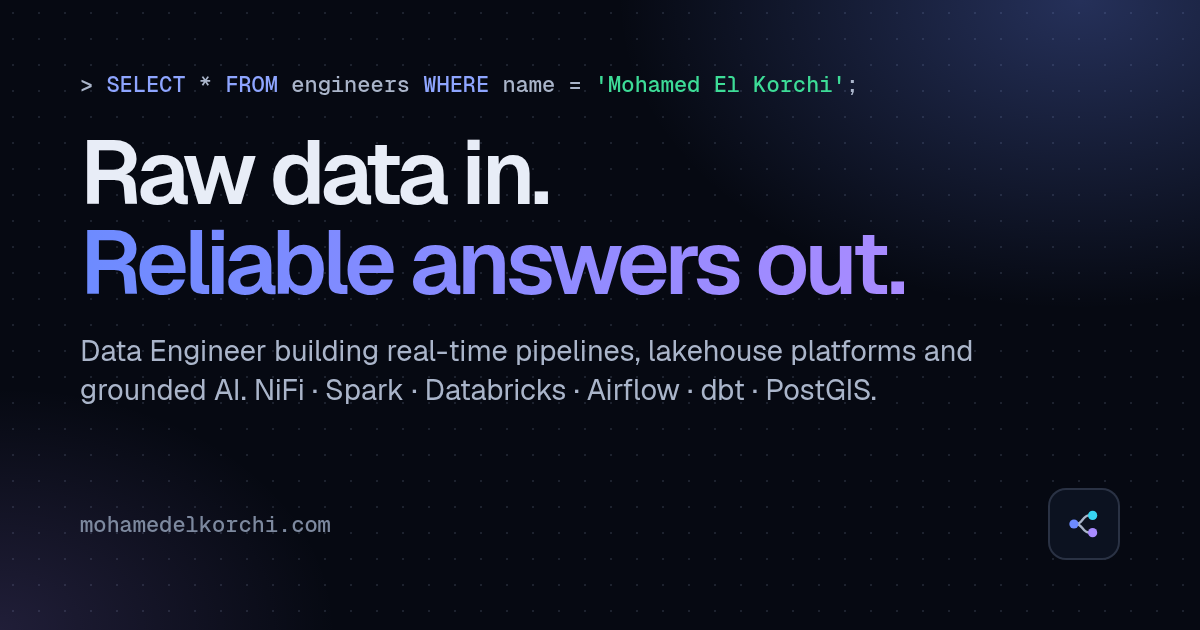 > SELECT * FROM engineers WHERE name = 'Mohamed El Korchi';
Raw data in.
Reliable answers out.
Data Engineer building real-time pipelines, lakehouse platforms and
grounded AI. NiFi · Spark · Databricks · Airflow · dbt · PostGIS.
mohamedelkorchi.com